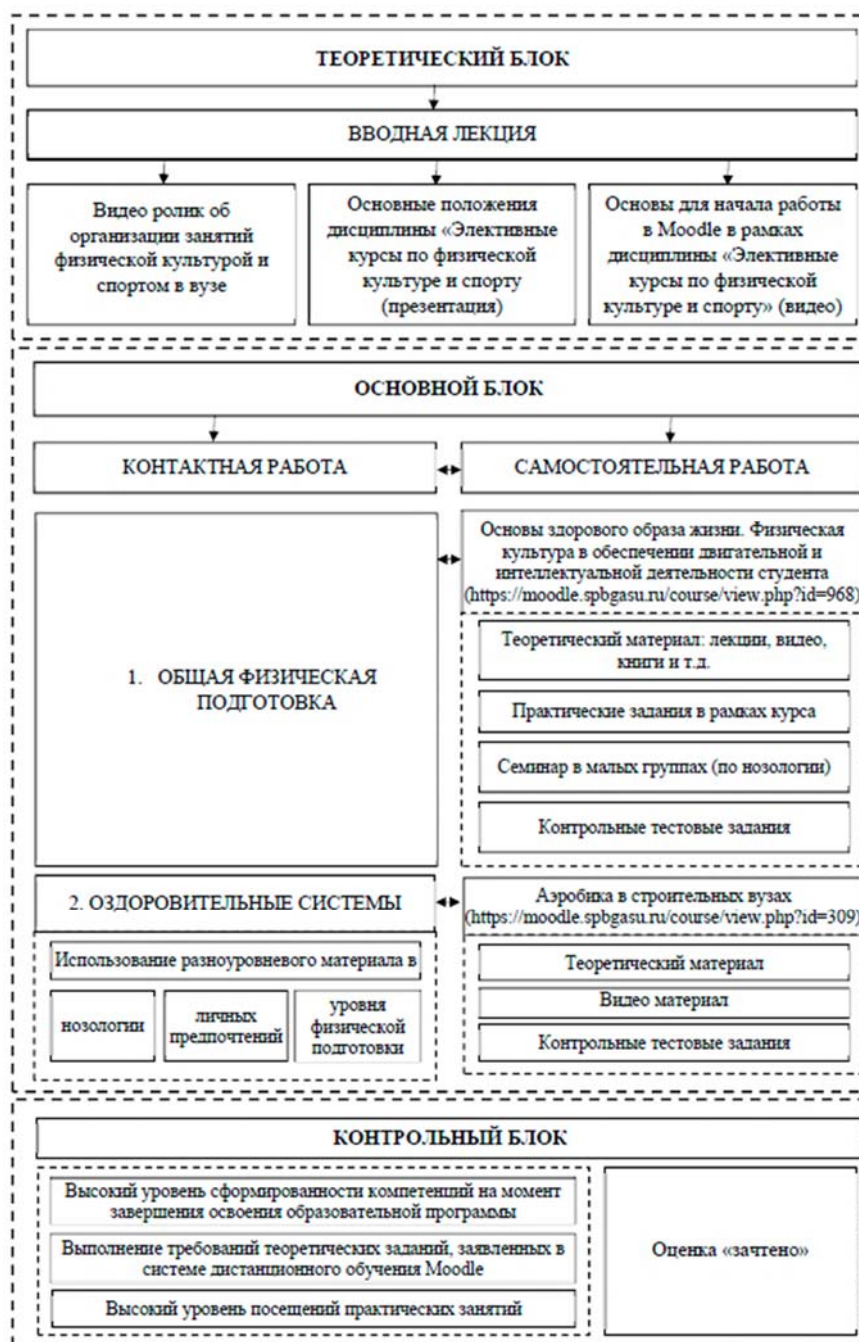 ТЕОРЕТИЧЕСКИЙ БЛОК
ВВОДНАЯ ЛЕКЦИЯ
Видео ролик об
организации занятий
физической культурой и
спортом в вузе
Основные положения
дисциплины «Элективные
курсы по физической
культуре и спорту
(презентация)
Основы для начала работы
в Moodle в рамках
дисциплины «Элективные
курсы по физической
культуре и спорту» (видео)
ОСНОВНОЙ БЛОК
КОНТАКТНАЯ РАБОТА
САМОСТОЯТЕЛЬНАЯ РАБОТА
1. ОБЩАЯ ФИЗИЧЕСКАЯ
ПОДГОТОВКА
Основы здорового образа жизни. Физическая
культура в обеспечении двигательной и
интеллектуальной деятельности студента
(https://moodle.spbgasu.ru/course/view.php?id=968)
Теоретический материал: лекции, видео,
книги и т.д.
Практические задания в рамках курса
Семинар в малых группах (по нозологии)
Контрольные тестовые задания
2. ОЗДОРОВИТЕЛЬНЫЕ СИСТЕМЫ
Аэробика в строительных вузах
(https://moodle.spbgasu.ru/course/view.php?id=309)
Использование разноуровневого материала в
нозологии
личных
предпочтений
уровня
физической
подготовки
Теоретический материал
Видео материал
Контрольные тестовые задания
КОНТРОЛЬНЫЙ БЛОК
Высокий уровень сформированности компетенций на момент
завершения освоения образовательной программы
Выполнение требований теоретических заданий, заявленных в
системе дистанционного обучения Moodle
Высокий уровень посещений практических занятий
Оценка «зачтено»